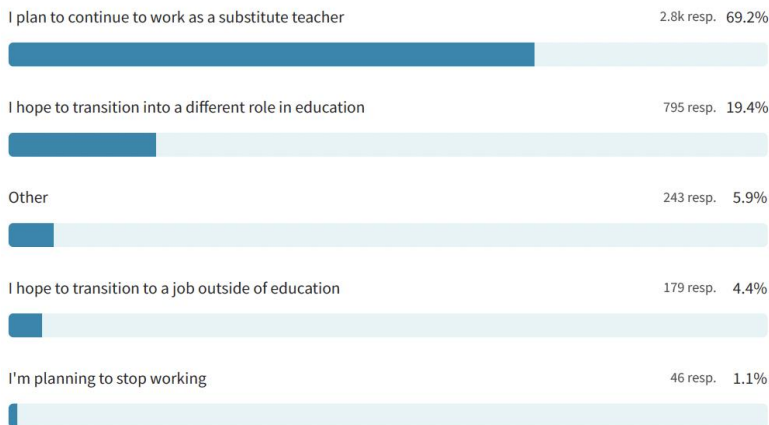 I plan to continue to work as a substitute teacher 2.8k resp. 69.2%
I hope to transition into a different role in education 795 resp. 19.4%
Other 243 resp. 5.9%
I hope to transition to a job outside of education 179 resp. 4.4%
I'm planning to stop working 46 resp. 1.1%